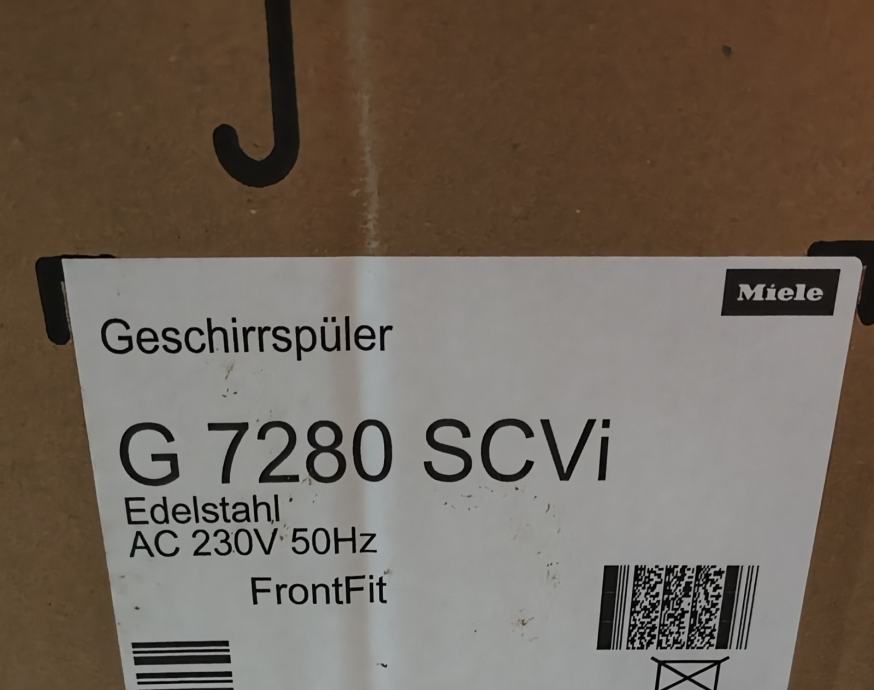 Miele
Geschirrspüler
G 7280 SCVi
Edelstahl
AC 230V 50Hz
FrontFit